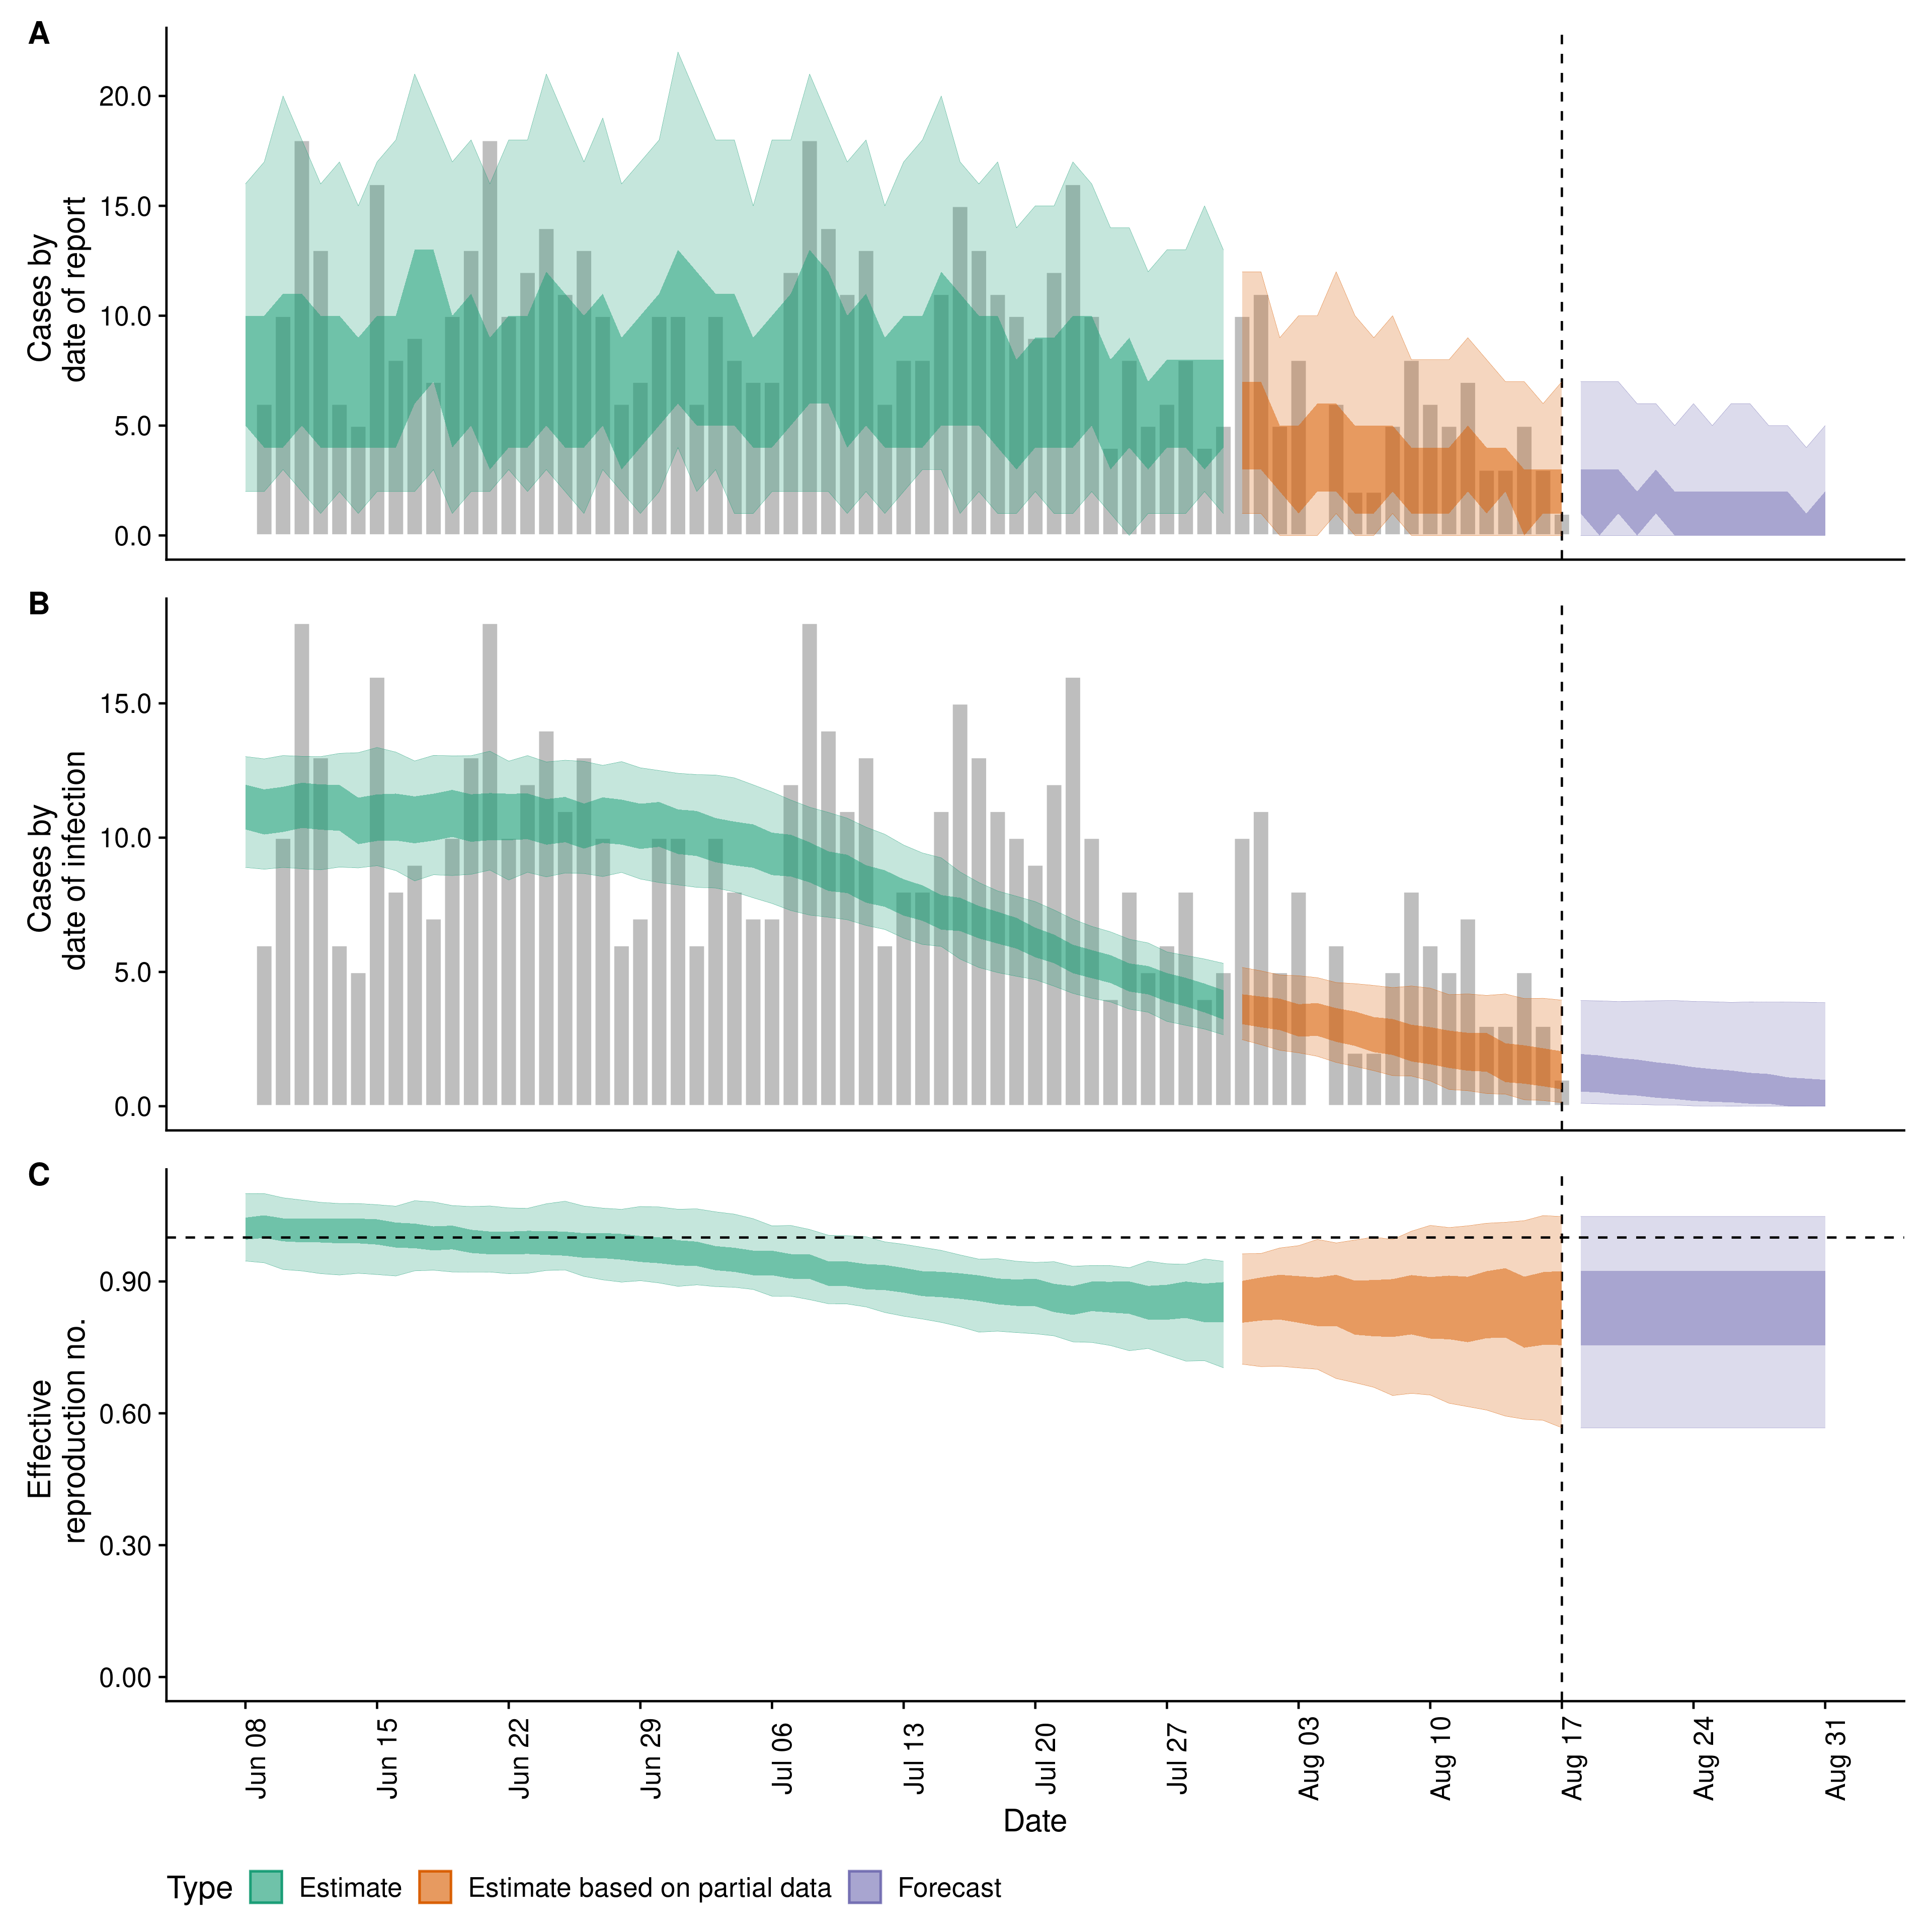 A
Cases by
date of report
20.0
15.0
10.0
5.0
0.0
B
Cases by
date of infection
15.0
10.0
5.0
0.0
C
Effective
reproduction no.
0.90
0.60
0.30
0.00
Jun 08
Jun 15
Jun 22
Jun 29
Jul 06
Jul 13
Jul 20
Jul 27
Aug 03
Aug 10
Aug 17
Aug 24
Aug 31
Date
Type Estimate Estimate based on partial data Forecast